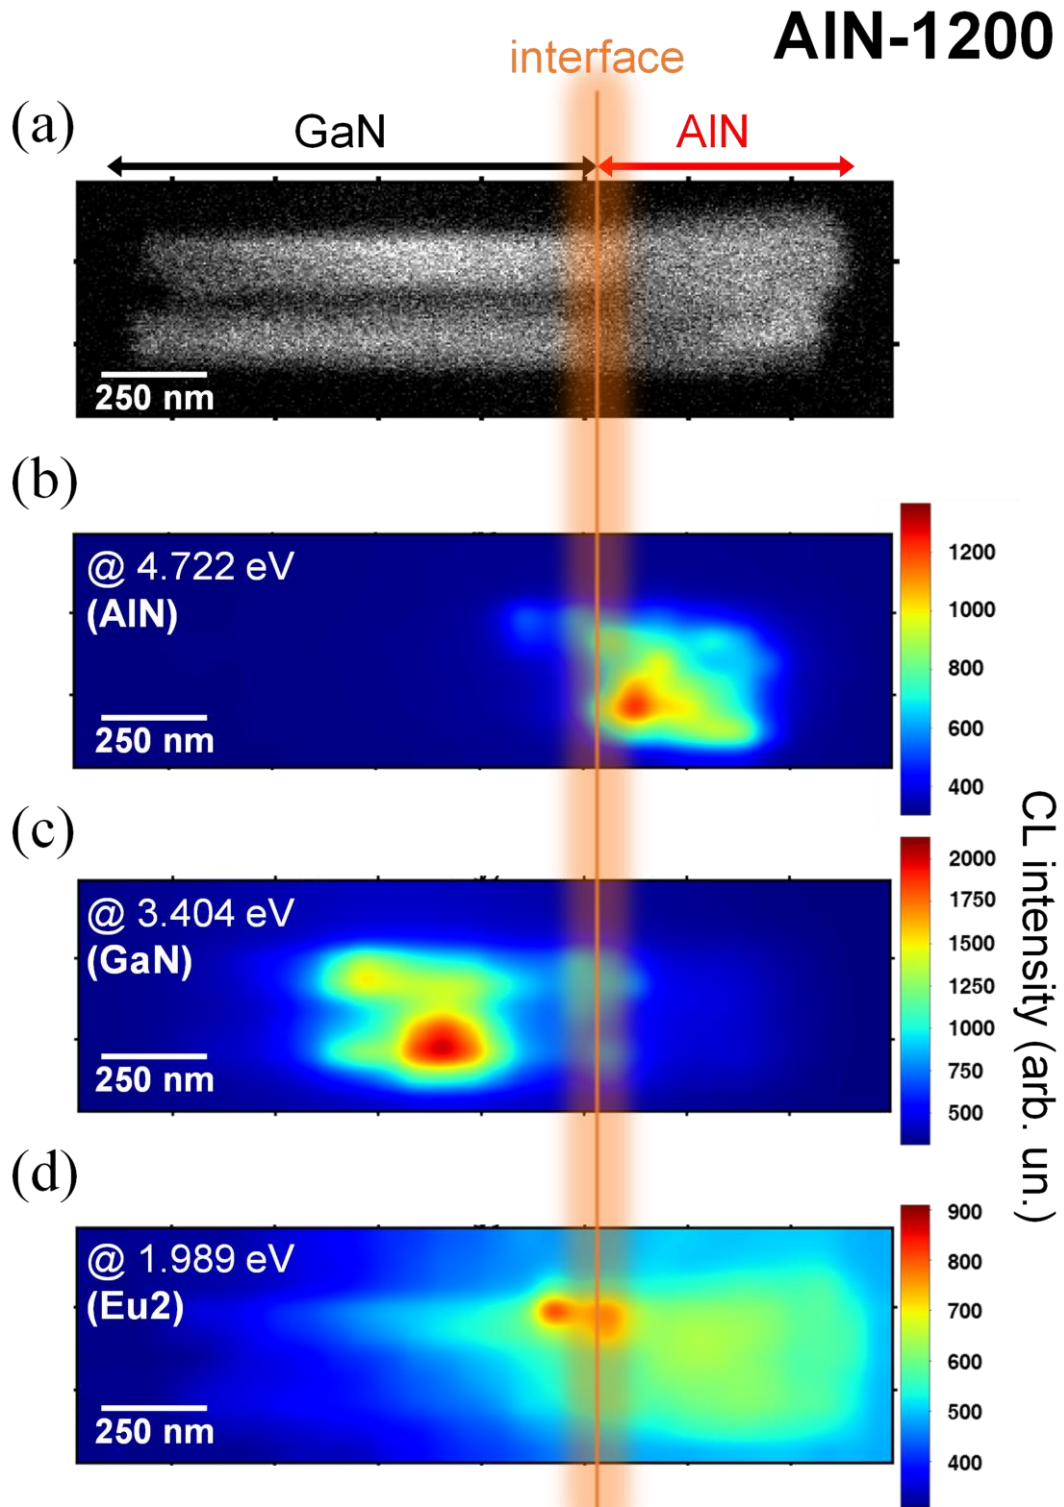 AlN-1200
interface
(a)
GaN
AlN
250 nm
(b)
@ 4.722 eV
(AlN)
250 nm
1200
1000
800
600
400
(c)
@ 3.404 eV
(GaN)
250 nm
2000
1750
1500
1250
1000
750
500
CL intensity (arb. un.)
(d)
@ 1.989 eV
(Eu2)
250 nm
900
800
700
600
500
400